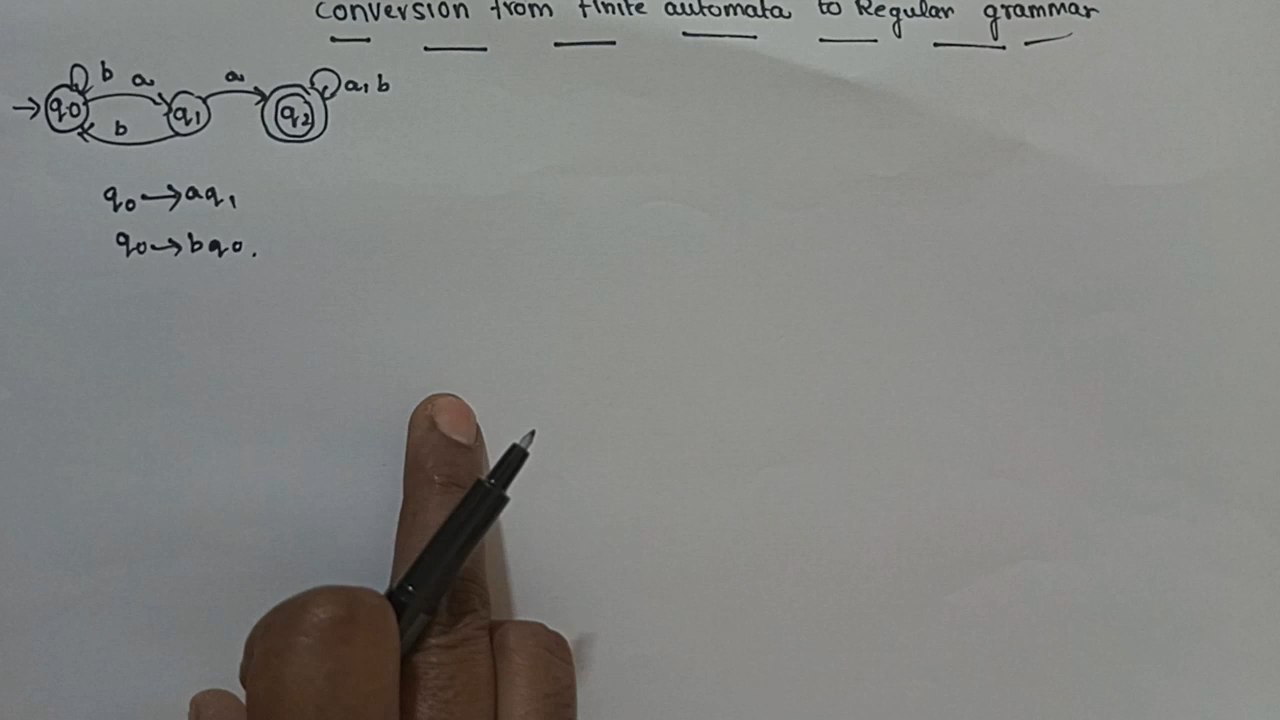 conversion from finite automata to Regular grammar
b a a a, b
→ q0 q1 q2
b
q0 → aq1
q0 → bq0.